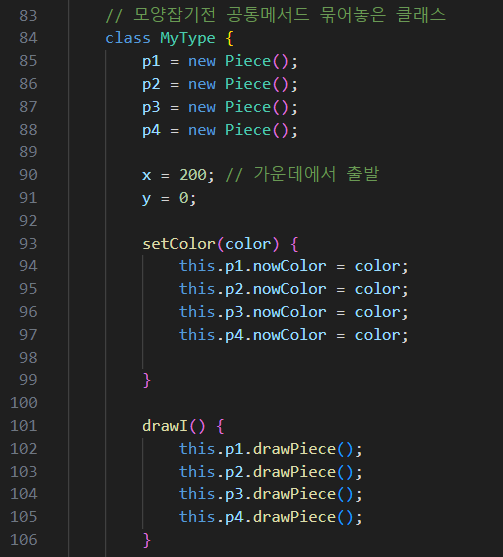 83 // 모양잡기전 공통메서드 묶어놓은 클래스
84 class MyType {
85 p1 = new Piece();
86 p2 = new Piece();
87 p3 = new Piece();
88 p4 = new Piece();
89
90 x = 200; // 가운데에서 출발
91 y = 0;
92
93 setColor(color) {
94 this.p1.nowColor = color;
95 this.p2.nowColor = color;
96 this.p3.nowColor = color;
97 this.p4.nowColor = color;
98
99 }
100
101 drawI() {
102 this.p1.drawPiece();
103 this.p2.drawPiece();
104 this.p3.drawPiece();
105 this.p4.drawPiece();
106 }